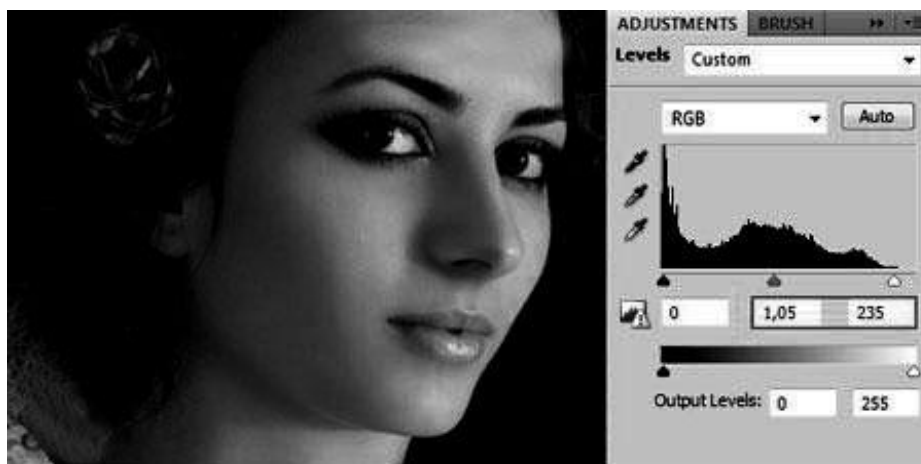 ADJUSTMENTS BRUSH
Levels Custom
RGB Auto
0 1,05 235
Output Levels: 0 255